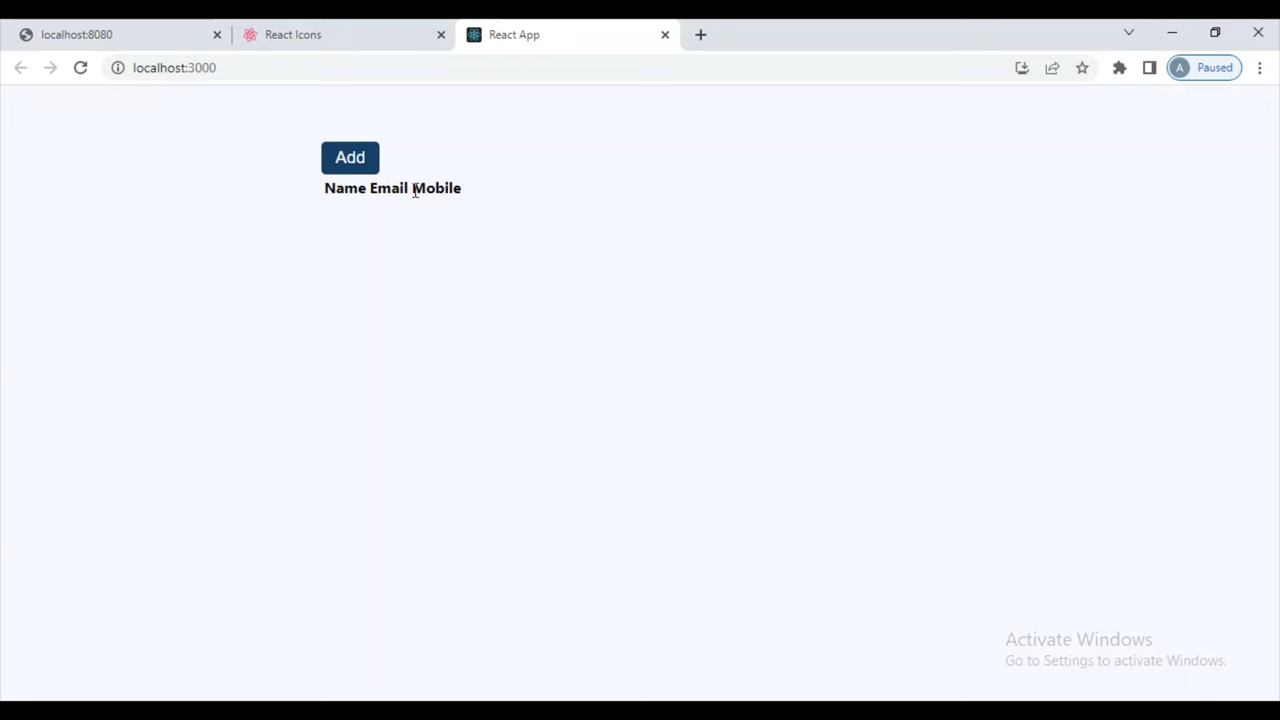 localhost:8080
React Icons
React App
localhost:3000
A
Paused
Add
Name Email Mobile
Activate Windows
Go to Settings to activate Windows.